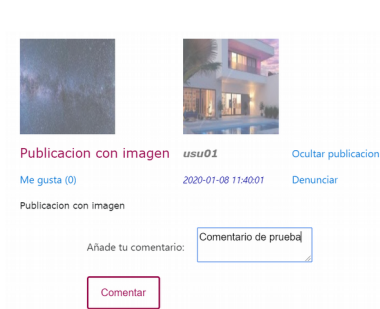 Publicacion con imagen usu01 Ocultar publicacion
Me gusta (0) 2020-01-08 11:40:01 Denunciar
Publicacion con imagen
Añade tu comentario: Comentario de prueba
Comentar